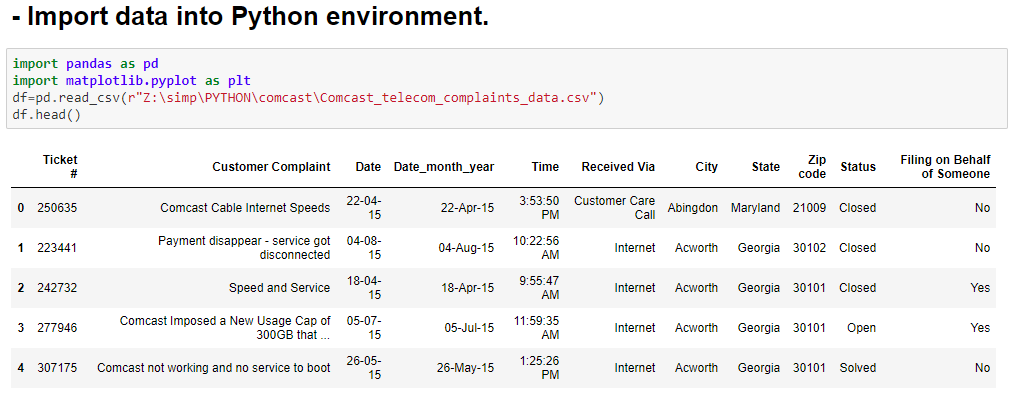 - Import data into Python environment.
import pandas as pd
import matplotlib.pyplot as plt
df=pd.read_csv(r"Z:\simp\PYTHON\comcast\Comcast_telecom_complaints_data.csv")
df.head()
Ticket # Customer Complaint Date Date_month_year Time Received Via City State Zip code Status Filing on Behalf of Someone
0 250635 Comcast Cable Internet Speeds 22-04-15 22-Apr-15 3:53:50 PM Customer Care Call Abingdon Maryland 21009 Closed No
1 223441 Payment disappear - service got disconnected 04-08-15 04-Aug-15 10:22:56 AM Internet Acworth Georgia 30102 Closed No
2 242732 Speed and Service 18-04-15 18-Apr-15 9:55:47 AM Internet Acworth Georgia 30101 Closed Yes
3 277946 Comcast Imposed a New Usage Cap of 300GB that ... 05-07-15 05-Jul-15 11:59:35 AM Internet Acworth Georgia 30101 Open Yes
4 307175 Comcast not working and no service to boot 26-05-15 26-May-15 1:25:26 PM Internet Acworth Georgia 30101 Solved No